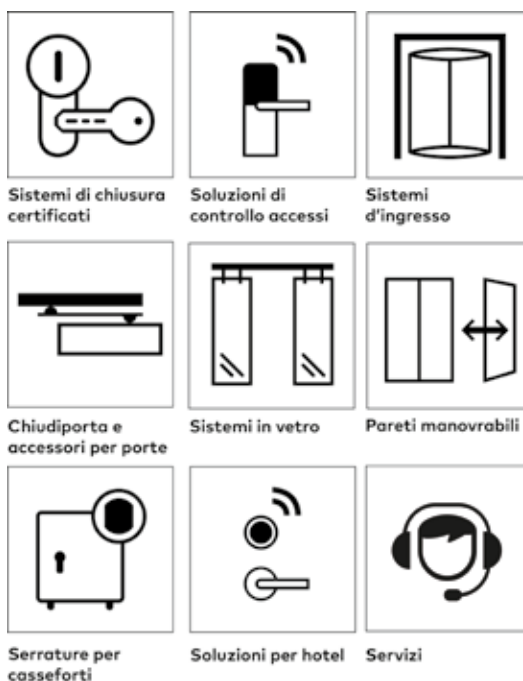 Sistemi di chiusura
certificati
Soluzioni di
controllo accessi
Sistemi
d'ingresso
Chiudiporta e
accessori per porte
Sistemi in vetro
Pareti manovrabili
Serrature per
casseforti
Soluzioni per hotel
Servizi